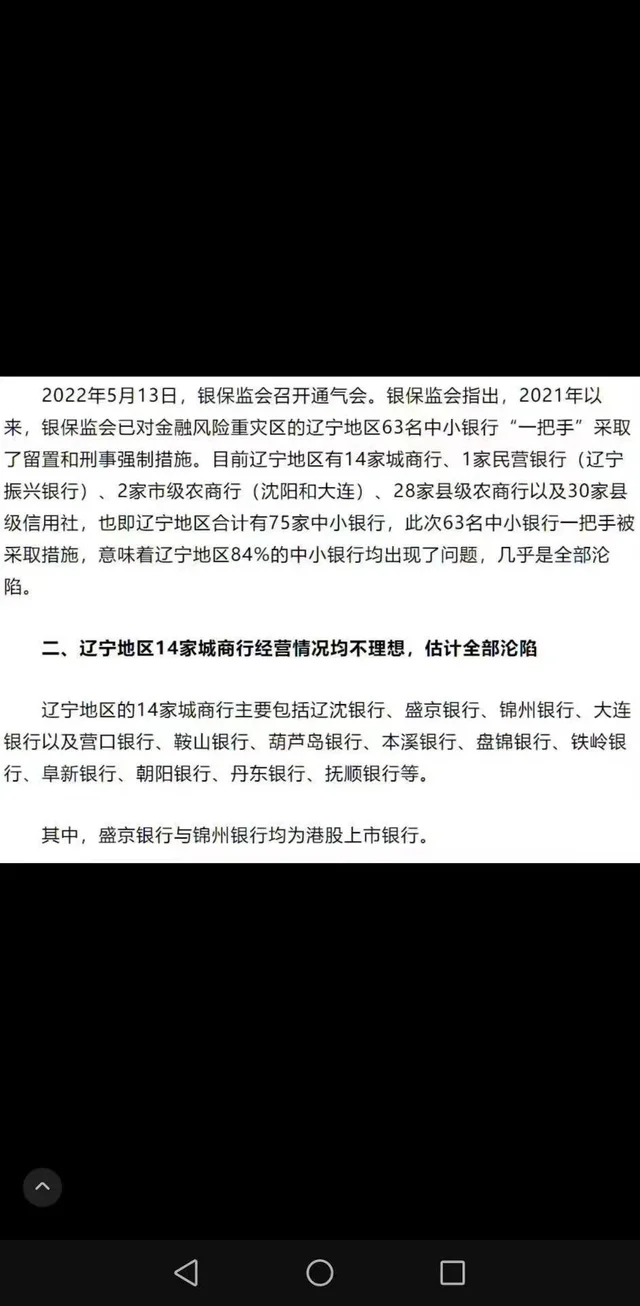 2022年5月13日，银保监会召开通气会。银保监会指出，2021年以
来，银保监会已对金融风险重灾区的辽宁地区63名中小银行“一把手”采取
了留置和刑事强制措施。目前辽宁地区有14家城商行、1家民营银行（辽宁
振兴银行）、2家市级农商行（沈阳和大连）、28家县级农商行以及30家县
级信用社，也即辽宁地区合计有75家中小银行，此次63名中小银行一把手被
采取措施，意味着辽宁地区84%的中小银行均出现了问题，几乎是全部沦
陷。
二、辽宁地区14家城商行经营情况均不理想，估计全部沦陷
辽宁地区的14家城商行主要包括辽沈银行、盛京银行、锦州银行、大连
银行以及营口银行、鞍山银行、葫芦岛银行、本溪银行、盘锦银行、铁岭银
行、阜新银行、朝阳银行、丹东银行、抚顺银行等。
其中，盛京银行与锦州银行均为港股上市银行。